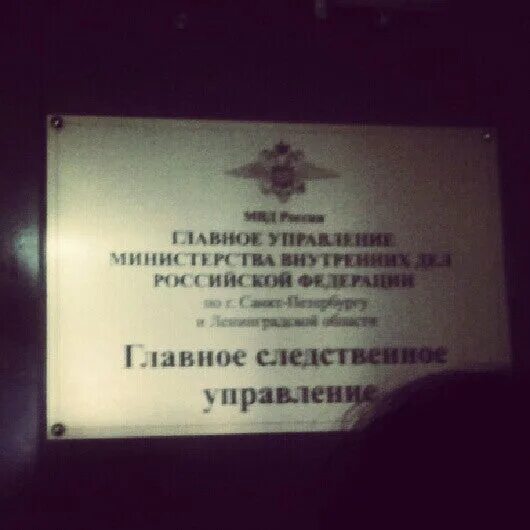 МВД России
ГЛАВНОЕ УПРАВЛЕНИЕ
МИНИСТЕРСТВА ВНУТРЕННИХ ДЕЛ
РОССИЙСКОЙ ФЕДЕРАЦИИ
по г. Санкт-Петербургу
и Ленинградской области
Главное следственное
управление